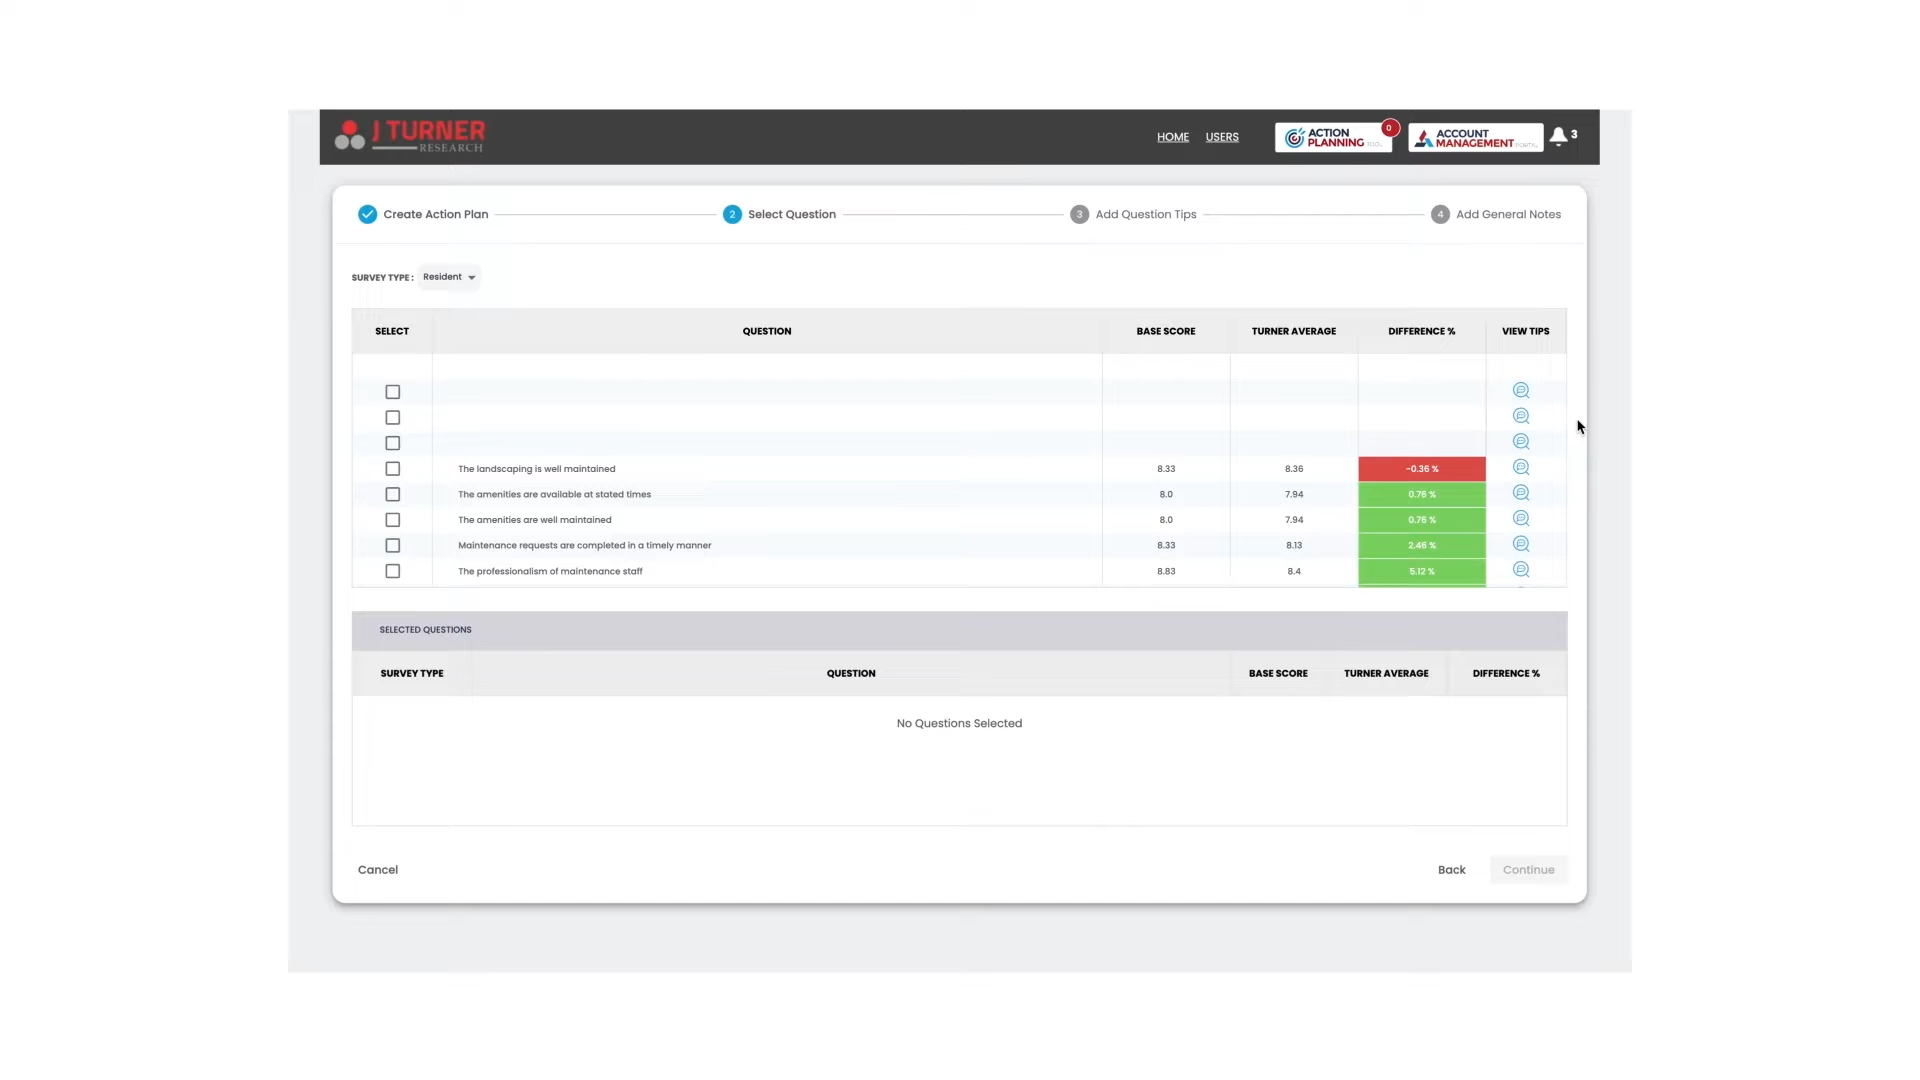 J TURNER
RESEARCH
HOME USERS
ACTION
PLANNING
0
ACCOUNT
MANAGEMENT
3
Create Action Plan
2 Select Question
3 Add Question Tips
4 Add General Notes
SURVEY TYPE : Resident
SELECT QUESTION BASE SCORE TURNER AVERAGE DIFFERENCE % VIEW TIPS
The landscaping is well maintained 8.33 8.36 -0.36 %
The amenities are available at stated times 8.0 7.94 0.76 %
The amenities are well maintained 8.0 7.94 0.76 %
Maintenance requests are completed in a timely manner 8.33 8.13 2.46 %
The professionalism of maintenance staff 8.83 8.4 5.12 %
SELECTED QUESTIONS
SURVEY TYPE QUESTION BASE SCORE TURNER AVERAGE DIFFERENCE %
No Questions Selected
Cancel Back Continue